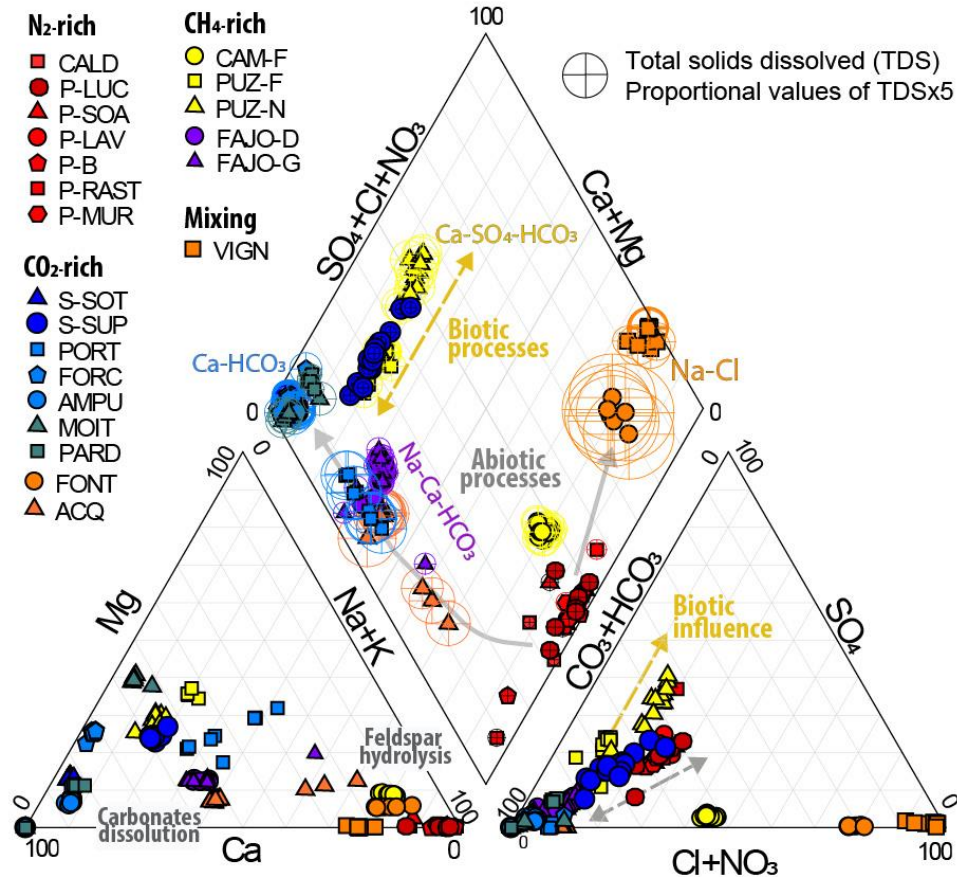 N₂-rich
CALD
P-LUC
P-SOA
P-LAV
P-B
P-RAST
P-MUR
CO₂-rich
S-SOT
S-SUP
PORT
FORC
AMPU
MOIT
PARD
FONT
ACQ
CH₄-rich
CAM-F
PUZ-F
PUZ-N
FAJO-D
FAJO-G
Mixing
VIGN
Total solids dissolved (TDS)
Proportional values of TDSx5
100
SO₄+Cl+NO₃
Ca+Mg
Ca-SO₄-HCO₃
Biotic
processes
Ca-HCO₃
Na-Cl
0
0
Na-Ca-HCO₃
Abiotic
processes
Na+K
CO₃+HCO₃
0
100
Mg
Feldspar
hydrolysis
Carbonates
dissolution
0
100
100
0
Ca
0
100
SO₄
Biotic
influence
100
0
0
100
Cl+NO₃